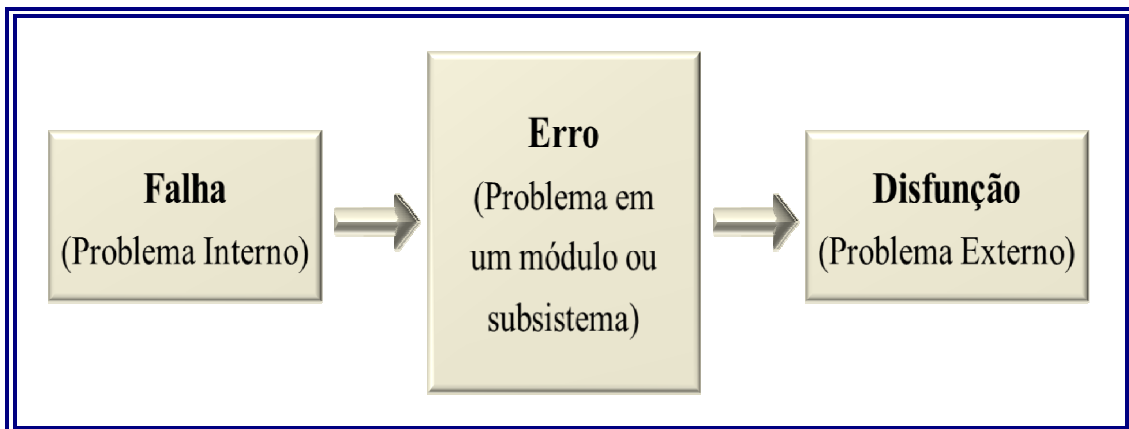 Falha
(Problema Interno)
Erro
(Problema em
um módulo ou
subsistema)
Disfunção
(Problema Externo)